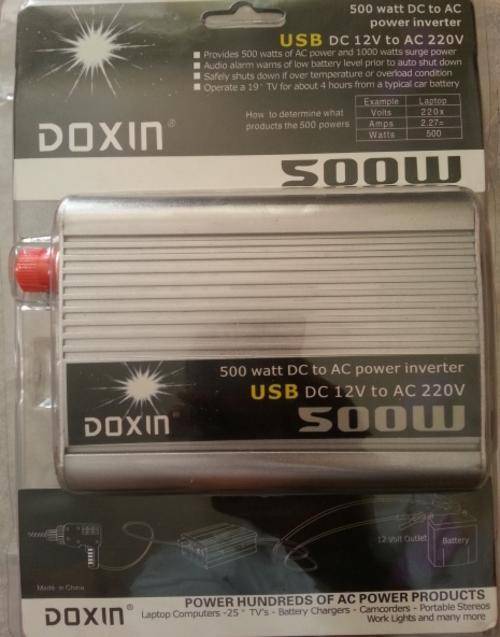 500 watt DC to AC
power inverter
USB DC 12V to AC 220V
Provides 500 watts of AC power and 1000 watts surge power
Audio alarm warns of low battery level prior to auto shut down
Safely shuts down if over temperature or overload condition
Operate a 19" TV for about 4 hours from a typical car battery
How to determine what
products the 500 powers
Example Laptop
Volts 220x
Amps 2.27=
Watts 500
DOXIN®
500W
500 watt DC to AC power inverter
USB DC 12V to AC 220V
DOXIN®
500W
12 Volt Outlet
Battery
Made in China
POWER HUNDREDS OF AC POWER PRODUCTS
DOXIN®
Laptop Computers -25 " TV's - Battery Chargers - Camcorders - Portable Stereos
Work Lights and many more